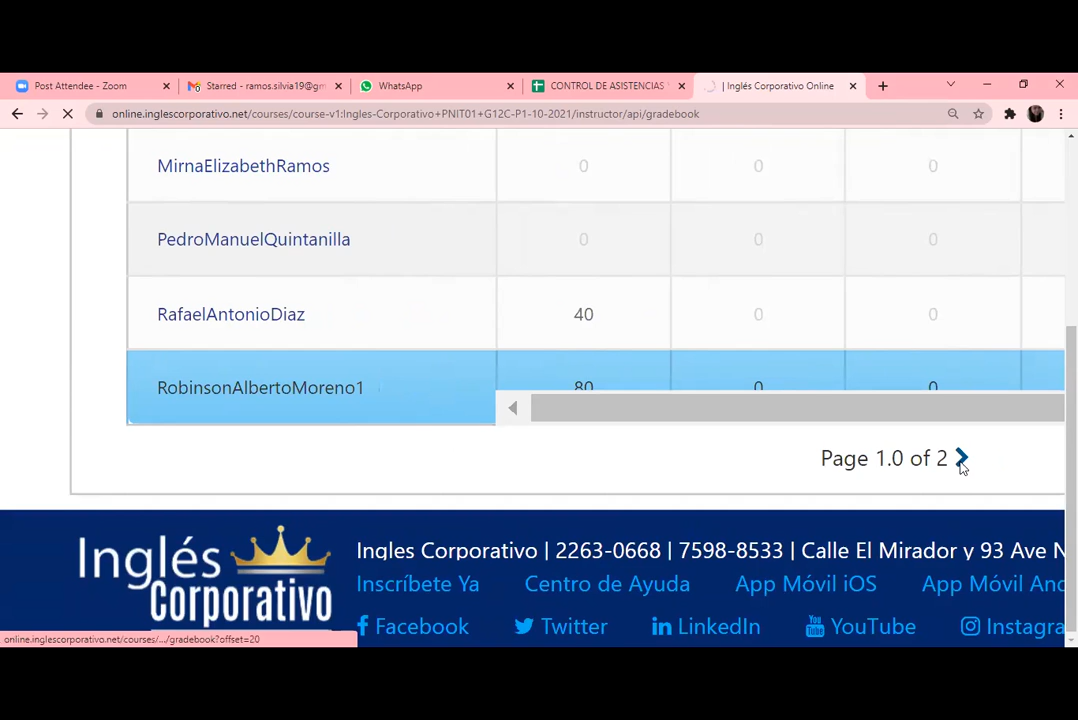 Post Attendee - Zoom
Starred - ramos.silvia19@gm
WhatsApp
CONTROL DE ASISTENCIAS
| Inglés Corporativo Online
online.inglescorporativo.net/courses/course-v1:Ingles-Corporativo+PNIT01+G12C-P1-10-2021/instructor/api/gradebook
MirnaElizabethRamos 0 0 0
PedroManuelQuintanilla 0 0 0
RafaelAntonioDiaz 40 0 0
RobinsonAlbertoMoreno1 80 0 0
Page 1.0 of 2
Inglés
Corporativo
Ingles Corporativo | 2263-0668 | 7598-8533 | Calle El Mirador y 93 Ave N
Inscríbete Ya Centro de Ayuda App Móvil iOS App Móvil And
Facebook Twitter LinkedIn YouTube Instagra
online.inglescorporativo.net/courses/.../gradebook?offset=20